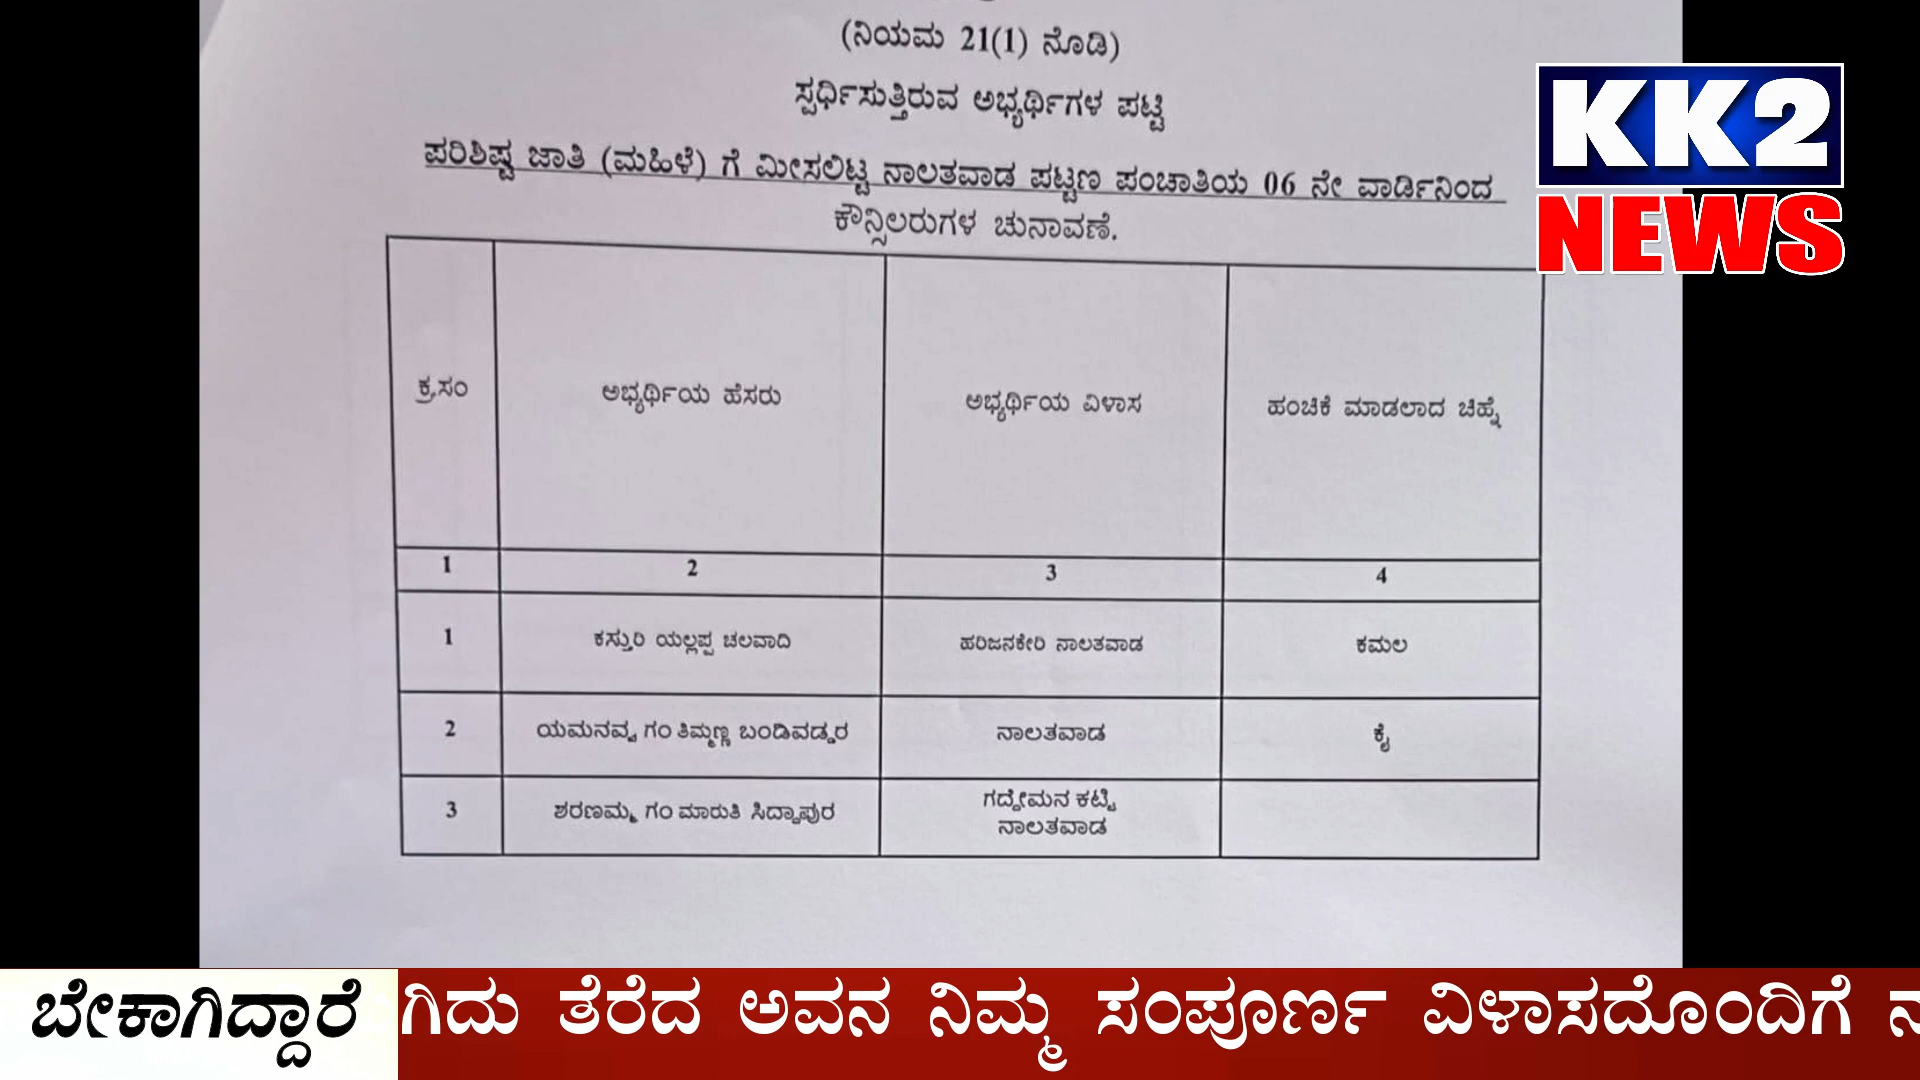 (ನಿಯಮ 21(1) ನೊಡಿ)
ಸ್ಪರ್ಧಿಸುತ್ತಿರುವ ಅಭ್ಯರ್ಥಿಗಳ ಪಟ್ಟಿ
ಪರಿಶಿಷ್ಟ ಜಾತಿ (ಮಹಿಳೆ) ಗೆ ಮೀಸಲಿಟ್ಟ ನಾಲತವಾಡ ಪಟ್ಟಣ ಪಂಚಾತಿಯ 06 ನೇ ವಾರ್ಡಿನಿಂದ
ಕೌನ್ಸಿಲರುಗಳ ಚುನಾವಣೆ.
KK2
NEWS
ಕ್ರ.ಸಂ ಅಭ್ಯರ್ಥಿಯ ಹೆಸರು ಅಭ್ಯರ್ಥಿಯ ವಿಳಾಸ ಹಂಚಿಕೆ ಮಾಡಲಾದ ಚಿಹ್ನೆ
1 2 3 4
1 ಕಸ್ತುರಿ ಯಲ್ಲಪ್ಪ ಚಲವಾದಿ ಹರಿಜನಕೇರಿ ನಾಲತವಾಡ ಕಮಲ
2 ಯಮನವ್ವ ಗಂ ತಿಮ್ಮಣ್ಣ ಬಂಡಿವಡ್ಡರ ನಾಲತವಾಡ ಕೈ
3 ಶರಣಮ್ಮ ಗಂ ಮಾರುತಿ ಸಿದ್ದಾಪುರ ಗದ್ದೇಮನ ಕಟ್ಟಿ
ನಾಲತವಾಡ
ಬೇಕಾಗಿದ್ದಾರೆ ಗಿದು ತೆರೆದ ಅವನ ನಿಮ್ಮ ಸಂಪೂರ್ಣ ವಿಳಾಸದೊಂದಿಗೆ